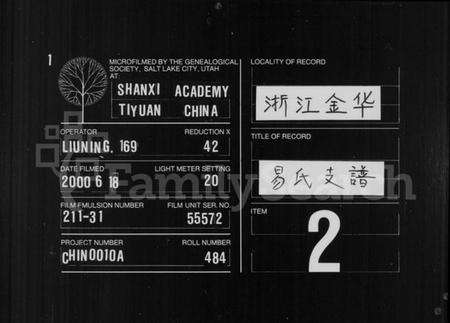 1
MICROFILMED BY THE GENEALOGICAL
SOCIETY, SALT LAKE CITY, UTAH
AT
SHANXI ACADEMY
TIYUAN CHINA
OPERATOR REDUCTION X
LIUNING, 169 42
DATE FILMED LIGHT METER SETTING
2000 6 18 20
FILM EMULSION NUMBER FILM UNIT SER. NO.
211-31 55572
PROJECT NUMBER ROLL NUMBER
CHIN0010A 484
LOCALITY OF RECORD
浙江金华
TITLE OF RECORD
易氏支譜
ITEM
2
FamilySearch